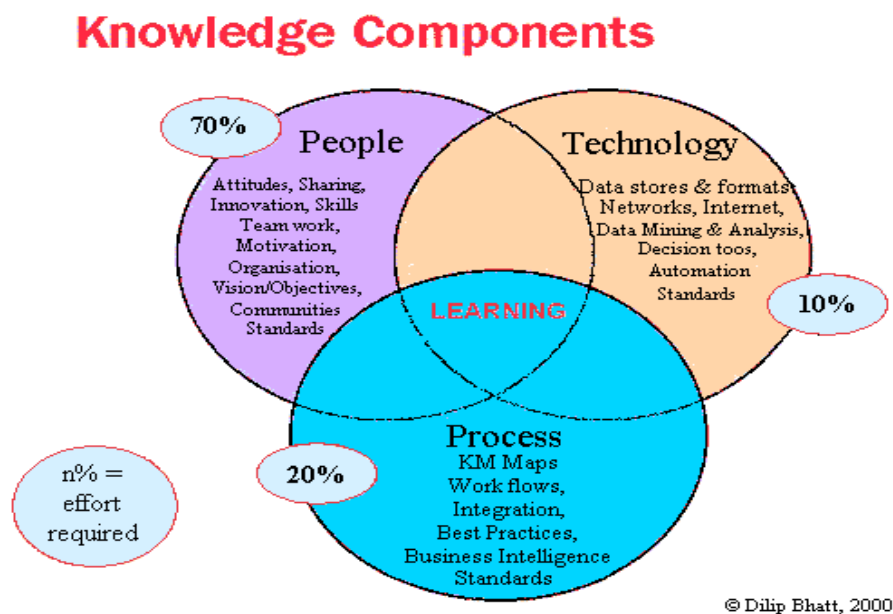 Knowledge Components
70%
People
Attitudes, Sharing,
Innovation, Skills
Team work,
Motivation,
Organisation,
Vision/Objectives,
Communities
Standards
Technology
Data stores & formats
Networks, Internet,
Data Mining & Analysis,
Decision toos,
Automation
Standards
10%
LEARNING
Process
KM Maps
Work flows,
Integration,
Best Practices,
Business Intelligence
Standards
20%
n% =
effort
required
© Dilip Bhatt, 2000